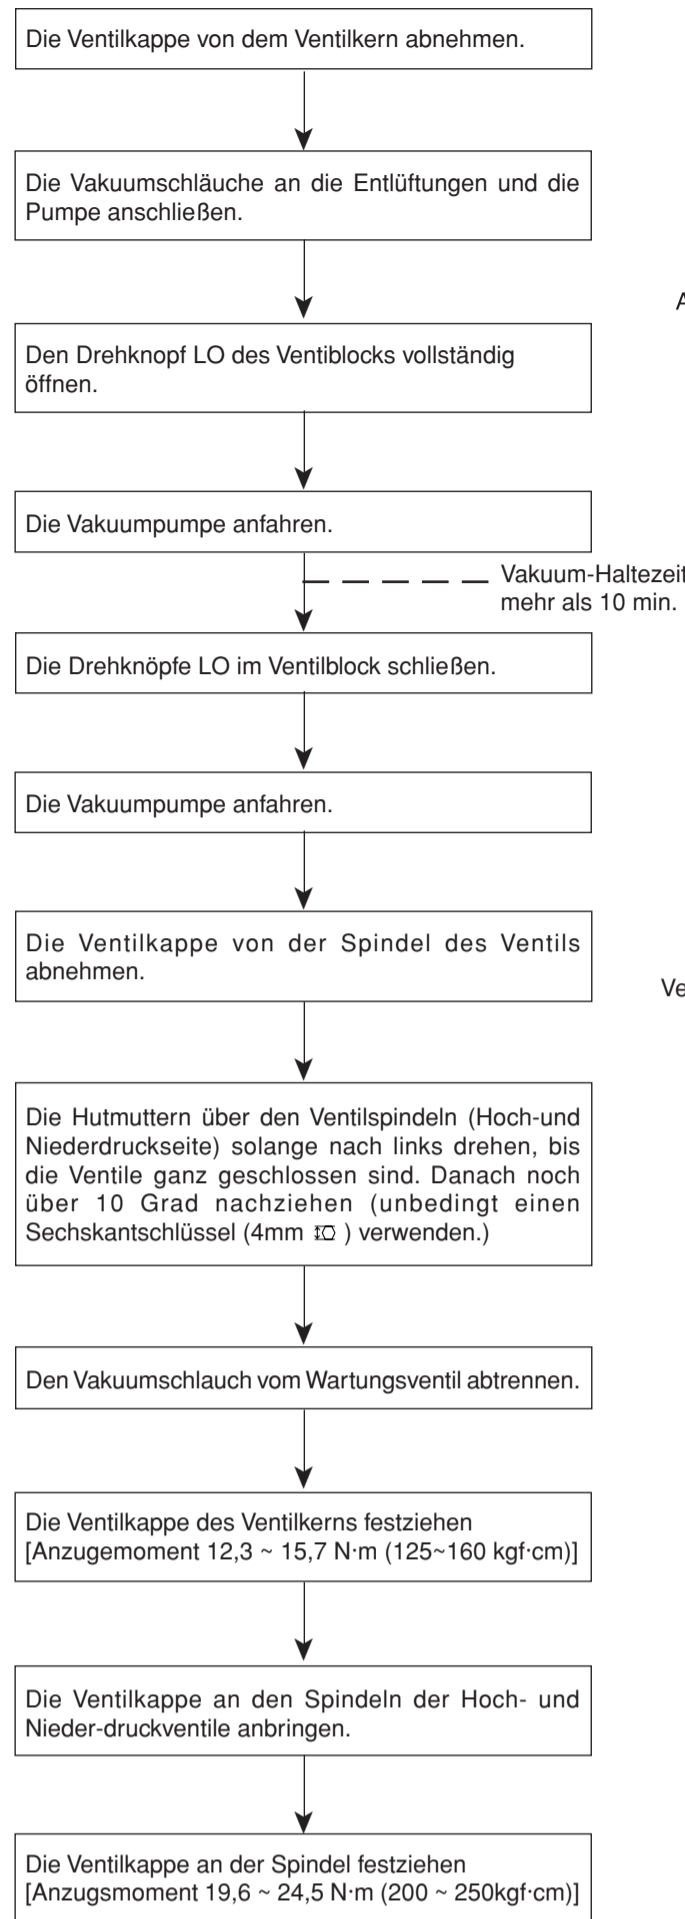 Die Ventilkappe von dem Ventilkern abnehmen.
Die Vakuumschläuche an die Entlüftungen und die
Pumpe anschließen.
A
Den Drehknopf LO des Ventiblocks vollständig
öffnen.
Die Vakuumpumpe anfahren.
Vakuum-Haltezeit
mehr als 10 min.
Die Drehknöpfe LO im Ventilblock schließen.
Die Vakuumpumpe anfahren.
Die Ventilkappe von der Spindel des Ventils
abnehmen.
Ve
Die Hutmuttern über den Ventilspindeln (Hoch-und
Niederdruckseite) solange nach links drehen, bis
die Ventile ganz geschlossen sind. Danach noch
über 10 Grad nachziehen (unbedingt einen
Sechskantschlüssel (4mm ) verwenden.)
Den Vakuumschlauch vom Wartungsventil abtrennen.
Die Ventilkappe des Ventilkerns festziehen
[Anzugemoment 12,3 ~ 15,7 N·m (125~160 kgf·cm)]
Die Ventilkappe an den Spindeln der Hoch- und
Nieder-druckventile anbringen.
Die Ventilkappe an der Spindel festziehen
[Anzugsmoment 19,6 ~ 24,5 N·m (200 ~ 250kgf·cm)]